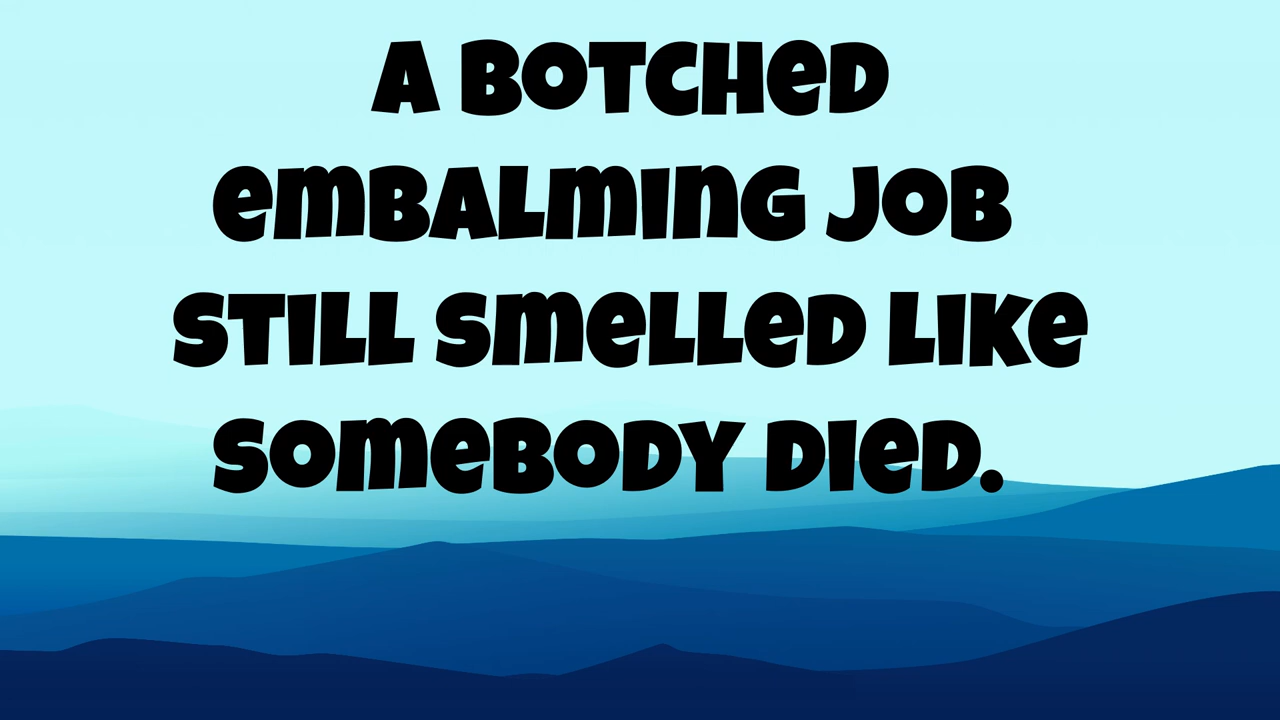 A BOTCHED
EMBALMING JOB
STILL SMELLED LIKE
SOMEBODY DIED.